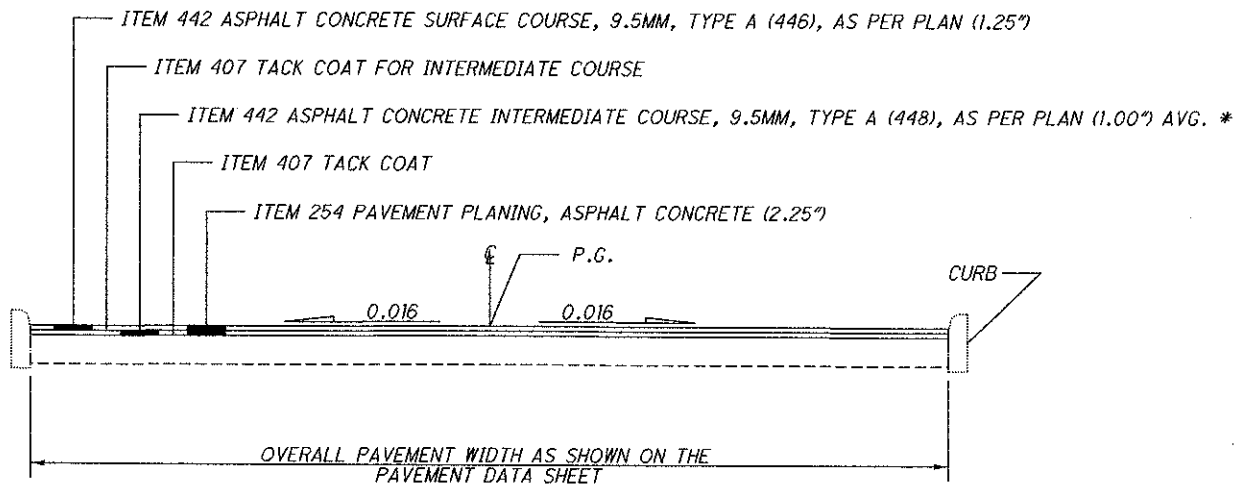 ITEM 442 ASPHALT CONCRETE SURFACE COURSE, 9.5MM, TYPE A (446), AS PER PLAN (1.25")
ITEM 407 TACK COAT FOR INTERMEDIATE COURSE
ITEM 442 ASPHALT CONCRETE INTERMEDIATE COURSE, 9.5MM, TYPE A (448), AS PER PLAN (1.00") AVG. *
ITEM 407 TACK COAT
ITEM 254 PAVEMENT PLANING, ASPHALT CONCRETE (2.25")
℄ P.G.
CURB
0.016 0.016
OVERALL PAVEMENT WIDTH AS SHOWN ON THE
PAVEMENT DATA SHEET